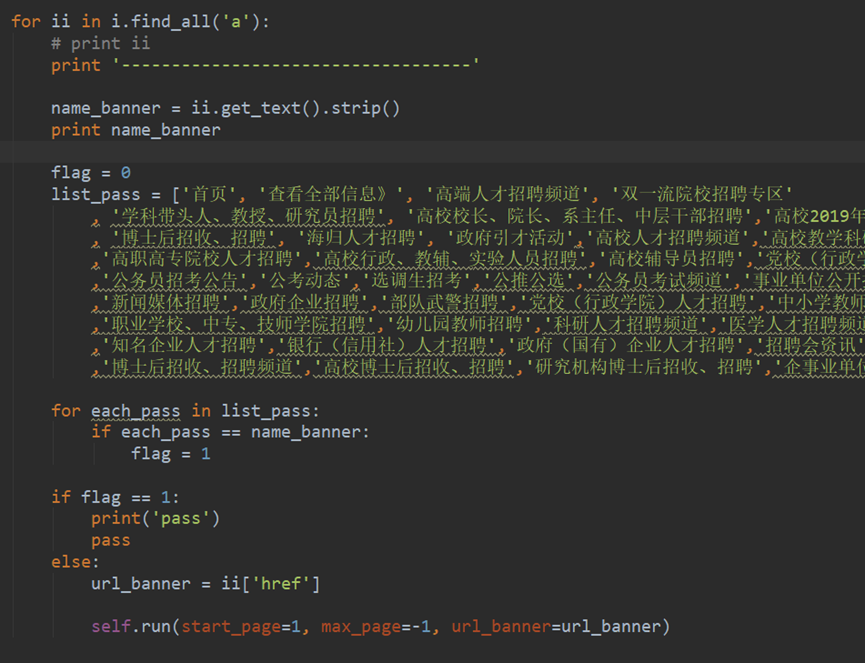 for ii in i.find_all('a'):
# print ii
print '-----------------------------------'
name_banner = ii.get_text().strip()
print name_banner
flag = 0
list_pass = ['首页', '查看全部信息》', '高端人才招聘频道', '双一流院校招聘专区'
, '学科带头人、教授、研究员招聘', '高校校长、院长、系主任、中层干部招聘','高校2019年
, '博士后招收、招聘', '海归人才招聘', '政府引才活动','高校人才招聘频道','高校教学科研
,'高职高专院校人才招聘','高校行政、教辅、实验人员招聘','高校辅导员招聘','党校（行政学
,'公务员招考公告','公考动态','选调生招考','公推公选','公务员考试频道','事业单位公开招
,'新闻媒体招聘','政府企业招聘','部队武警招聘','党校（行政学院）人才招聘','中小学教师
,'职业学校、中专、技师学院招聘','幼儿园教师招聘','科研人才招聘频道','医学人才招聘频道
,'知名企业人才招聘','银行（信用社）人才招聘','政府（国有）企业人才招聘','招聘会资讯'
,'博士后招收、招聘频道','高校博士后招收、招聘','研究机构博士后招收、招聘','企事业单位
for each_pass in list_pass:
if each_pass == name_banner:
flag = 1
if flag == 1:
print('pass')
pass
else:
url_banner = ii['href']
self.run(start_page=1, max_page=-1, url_banner=url_banner)